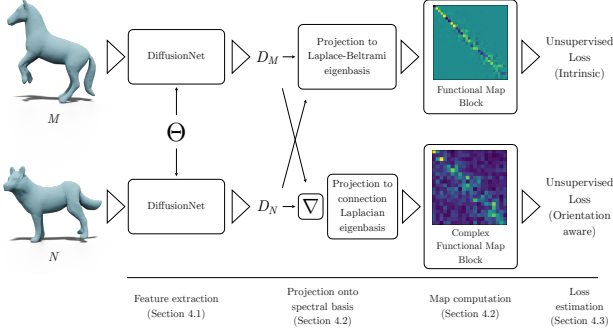 DiffusionNet
D_M
Projection to
Laplace-Beltrami
eigenbasis
Functional Map
Block
Unsupervised
Loss
(Intrinsic)
M
Θ
DiffusionNet
D_N
∇
Projection to
connection
Laplacian
eigenbasis
Complex
Functional Map
Block
Unsupervised
Loss
(Orientation
aware)
N
Feature extraction
(Section 4.1)
Projection onto
spectral basis
(Section 4.2)
Map computation
(Section 4.2)
Loss
estimation
(Section 4.3)